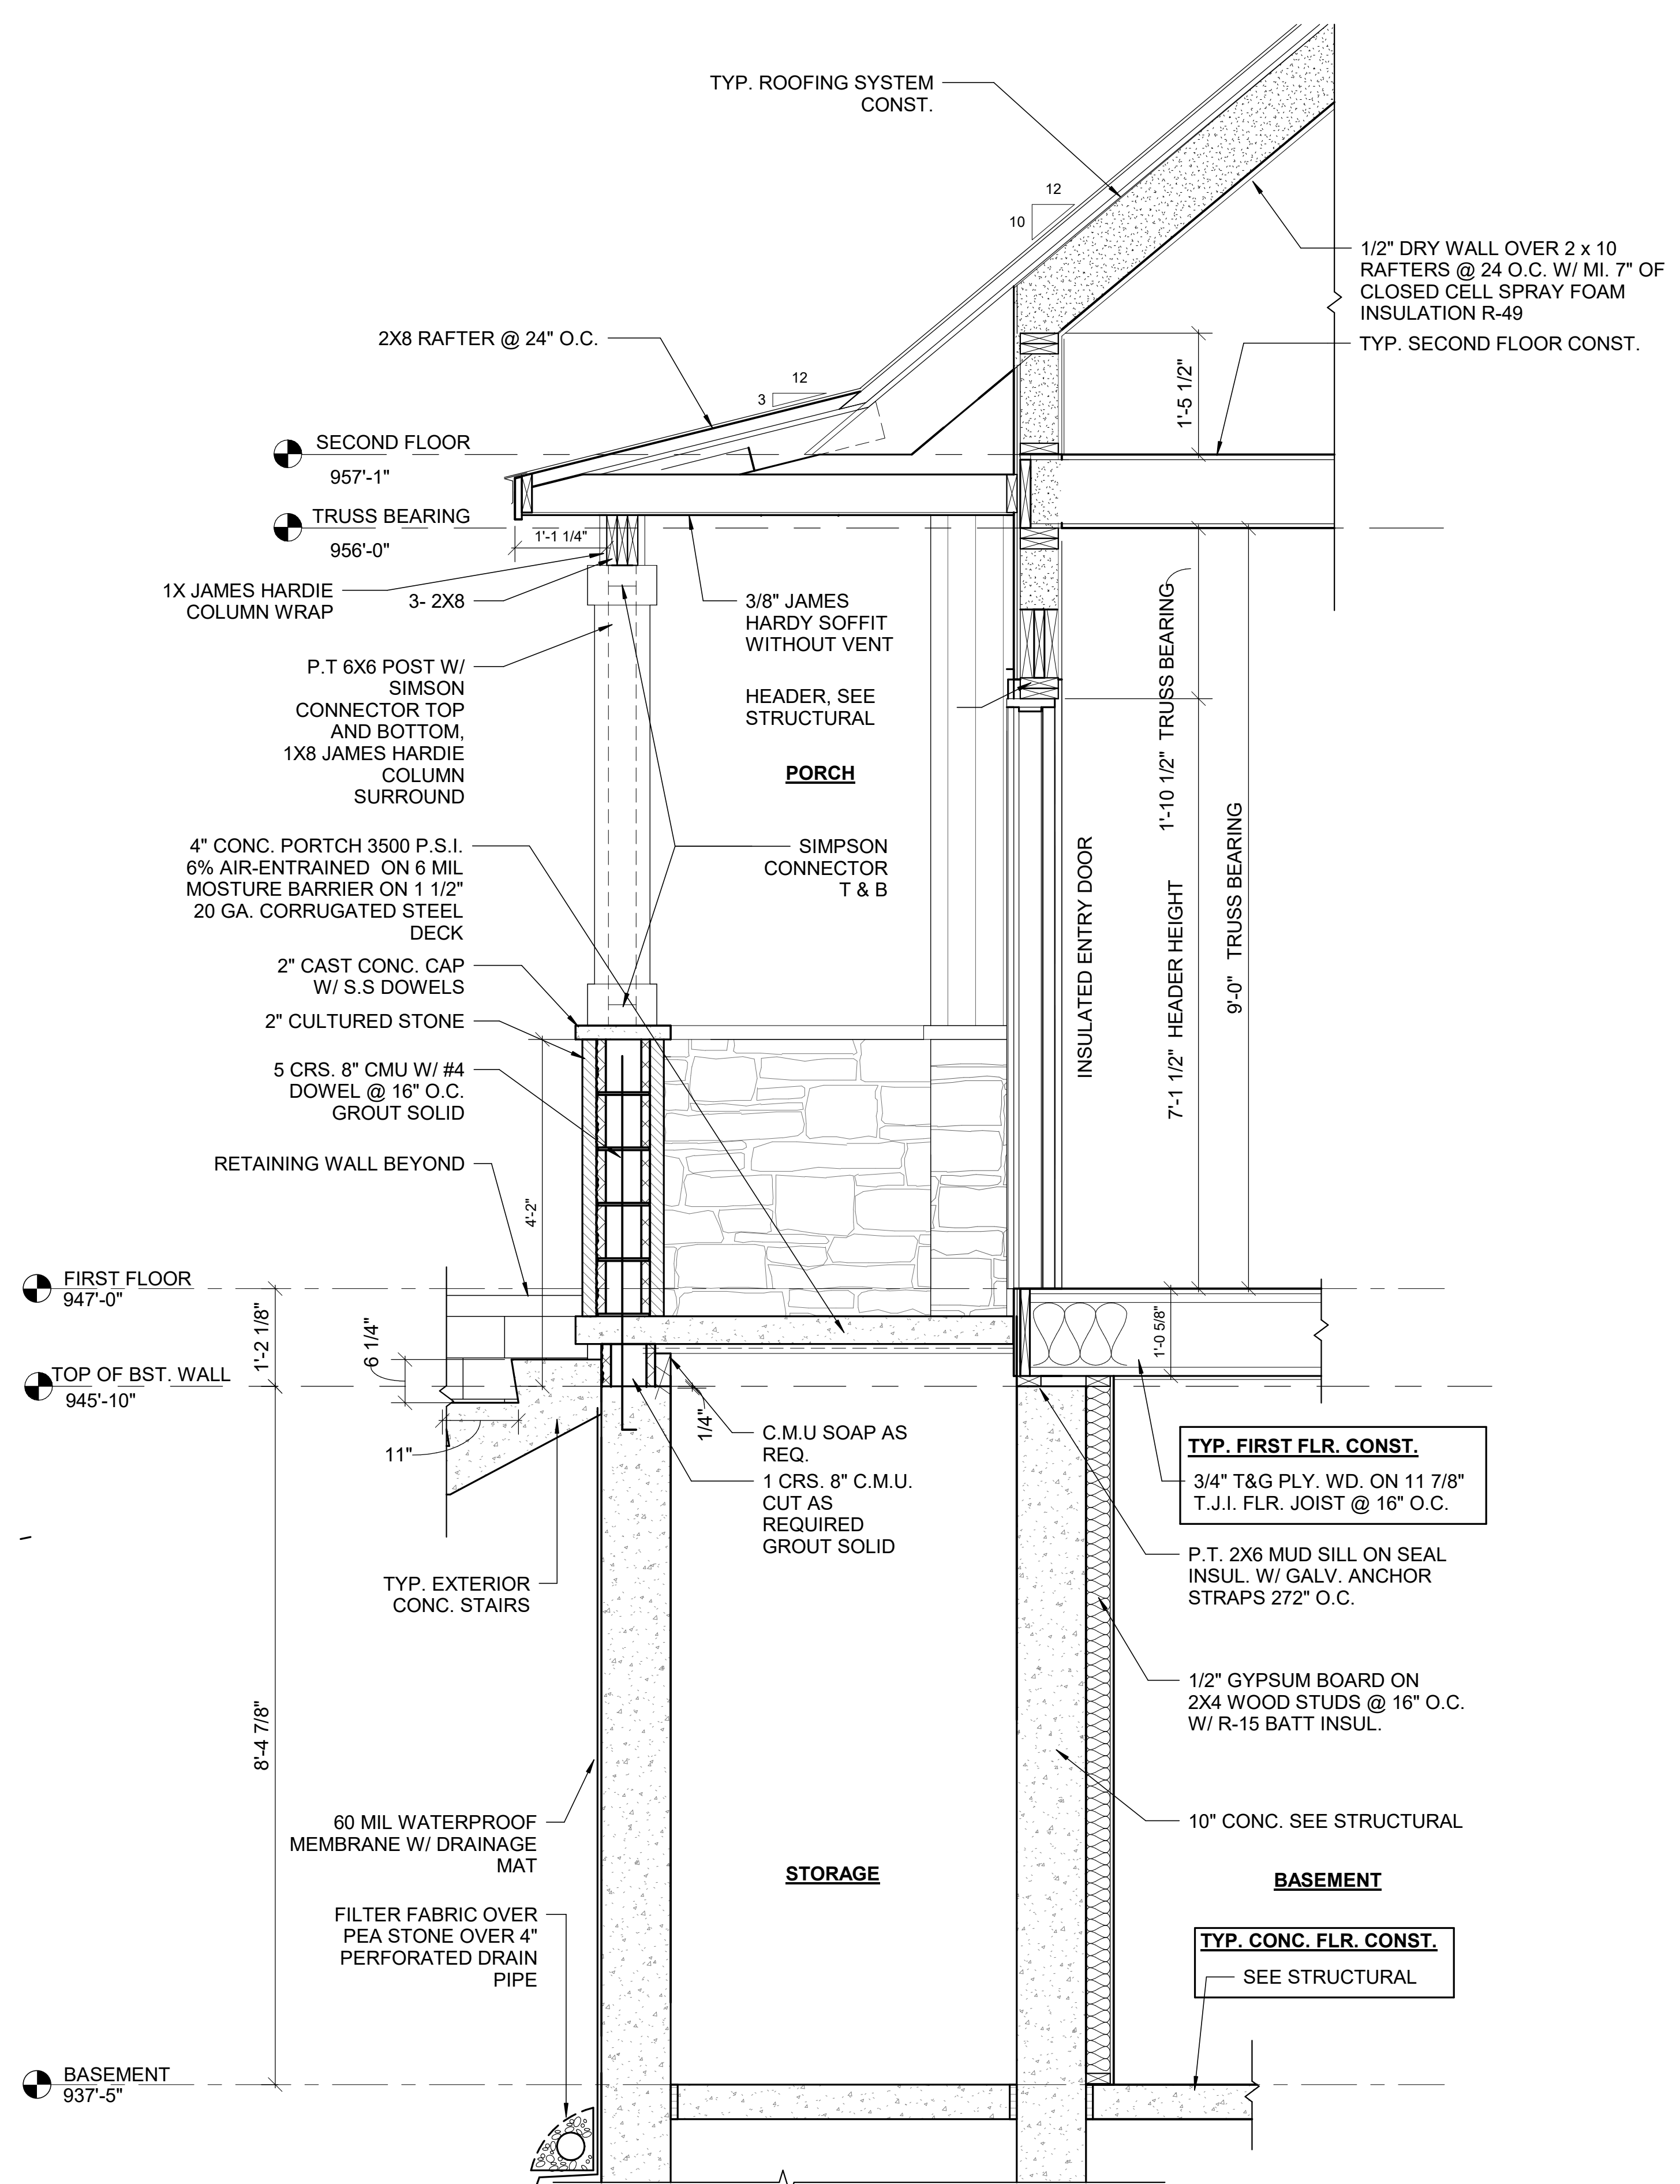 TYP. ROOFING SYSTEM
CONST.
12
10
1/2" DRY WALL OVER 2 x 10
RAFTERS @ 24 O.C. W/ MI. 7" OF
CLOSED CELL SPRAY FOAM
INSULATION R-49
2X8 RAFTER @ 24" O.C.
TYP. SECOND FLOOR CONST.
12
3
1'-5 1/2"
SECOND FLOOR
957'-1"
TRUSS BEARING
956'-0"
1'-1 1/4"
1X JAMES HARDIE
COLUMN WRAP
3- 2X8
3/8" JAMES
HARDY SOFFIT
WITHOUT VENT
P.T 6X6 POST W/
SIMSON
CONNECTOR TOP
AND BOTTOM,
1X8 JAMES HARDIE
COLUMN
SURROUND
HEADER, SEE
STRUCTURAL
PORCH
1'-10 1/2" TRUSS BEARING
7'-1 1/2" HEADER HEIGHT
9'-0" TRUSS BEARING
INSULATED ENTRY DOOR
4" CONC. PORTCH 3500 P.S.I.
6% AIR-ENTRAINED ON 6 MIL
MOSTURE BARRIER ON 1 1/2"
20 GA. CORRUGATED STEEL
DECK
SIMPSON
CONNECTOR
T & B
2" CAST CONC. CAP
W/ S.S DOWELS
2" CULTURED STONE
5 CRS. 8" CMU W/ #4
DOWEL @ 16" O.C.
GROUT SOLID
RETAINING WALL BEYOND
4'-2"
FIRST FLOOR
947'-0"
1'-2 1/8"
6 1/4"
1'-0 5/8"
TOP OF BST. WALL
945'-10"
11"
1/4"
C.M.U SOAP AS
REQ.
1 CRS. 8" C.M.U.
CUT AS
REQUIRED
GROUT SOLID
TYP. FIRST FLR. CONST.
3/4" T&G PLY. WD. ON 11 7/8"
T.J.I. FLR. JOIST @ 16" O.C.
P.T. 2X6 MUD SILL ON SEAL
INSUL. W/ GALV. ANCHOR
STRAPS 272" O.C.
TYP. EXTERIOR
CONC. STAIRS
1/2" GYPSUM BOARD ON
2X4 WOOD STUDS @ 16" O.C.
W/ R-15 BATT INSUL.
8'-4 7/8"
60 MIL WATERPROOF
MEMBRANE W/ DRAINAGE
MAT
10" CONC. SEE STRUCTURAL
STORAGE
BASEMENT
FILTER FABRIC OVER
PEA STONE OVER 4"
PERFORATED DRAIN
PIPE
TYP. CONC. FLR. CONST.
SEE STRUCTURAL
BASEMENT
937'-5"